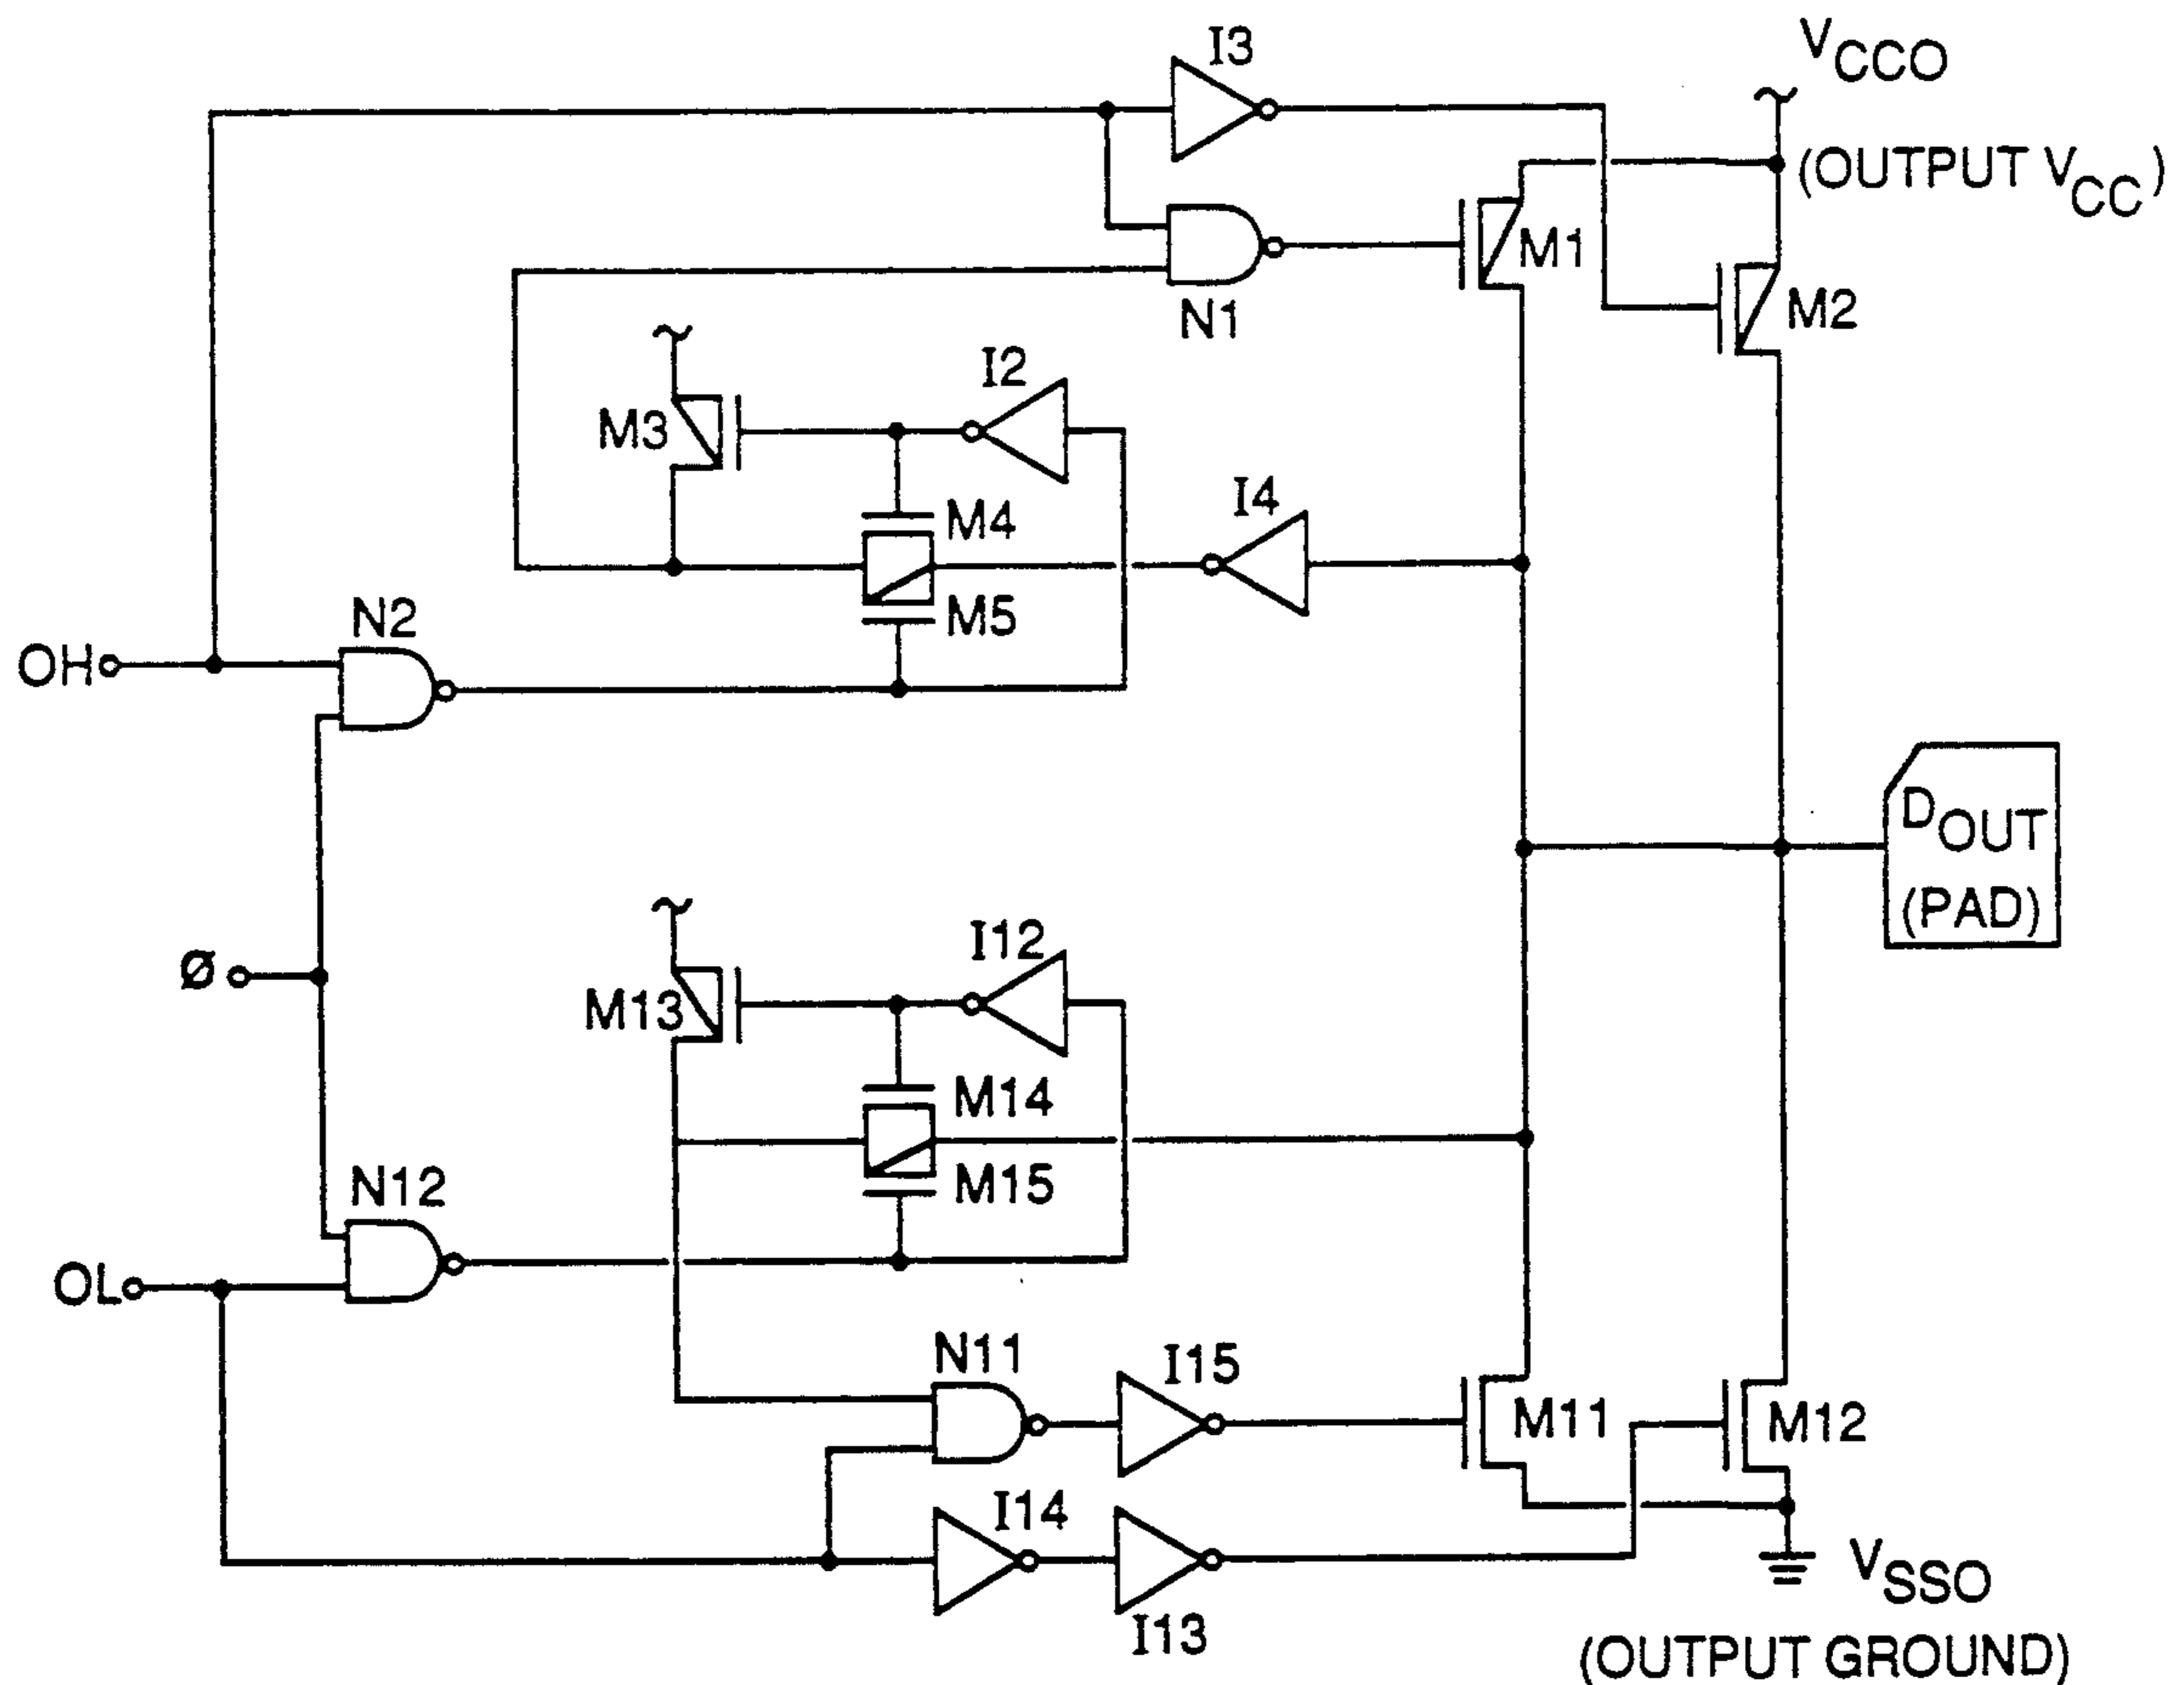 I3
VCCO
(OUTPUT VCC)
M1
M2
N1
I2
M3
I4
M4
M5
N2
OH
DOUT
(PAD)
Ø
I12
M13
M14
M15
N12
OL
N11
I15
M11
M12
I14
I13
VSSO
(OUTPUT GROUND)